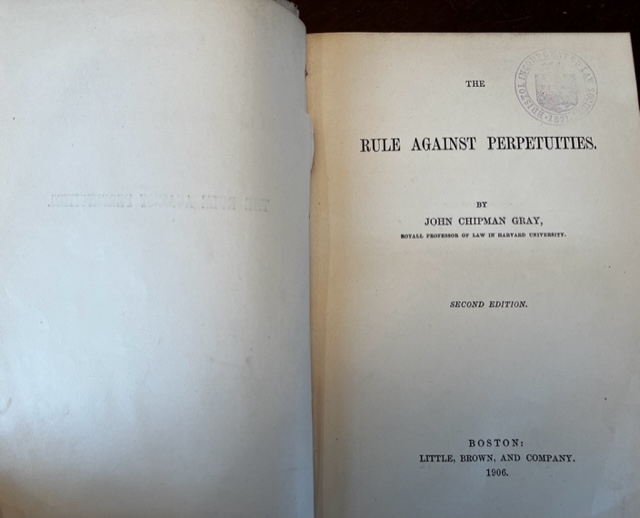 THE
RULE AGAINST PERPETUITIES.
BY
JOHN CHIPMAN GRAY,
ROYALL PROFESSOR OF LAW IN HARVARD UNIVERSITY.
SECOND EDITION.
BOSTON:
LITTLE, BROWN, AND COMPANY.
1906.